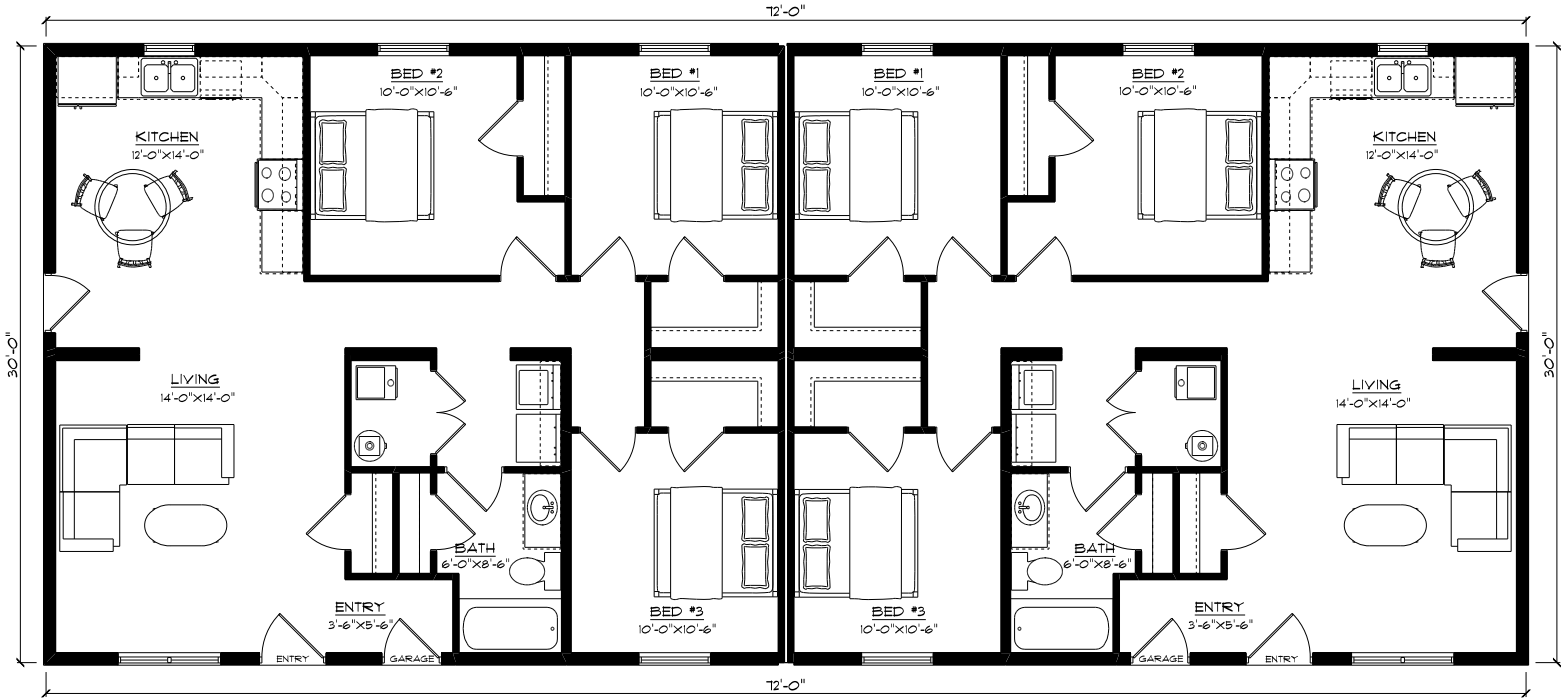 72'-0"
BED #2
10'-0"X10'-6"
BED #1
10'-0"X10'-6"
BED #1
10'-0"X10'-6"
BED #2
10'-0"X10'-6"
KITCHEN
12'-0"X14'-0"
KITCHEN
12'-0"X14'-0"
30'-0"
30'-0"
LIVING
14'-0"X14'-0"
LIVING
14'-0"X14'-0"
BATH
6'-0"X8'-6"
BATH
6'-0"X8'-6"
ENTRY
3'-6"X5'-6"
BED #3
10'-0"X10'-6"
BED #3
10'-0"X10'-6"
ENTRY
3'-6"X5'-6"
ENTRY
GARAGE
GARAGE
ENTRY
72'-0"